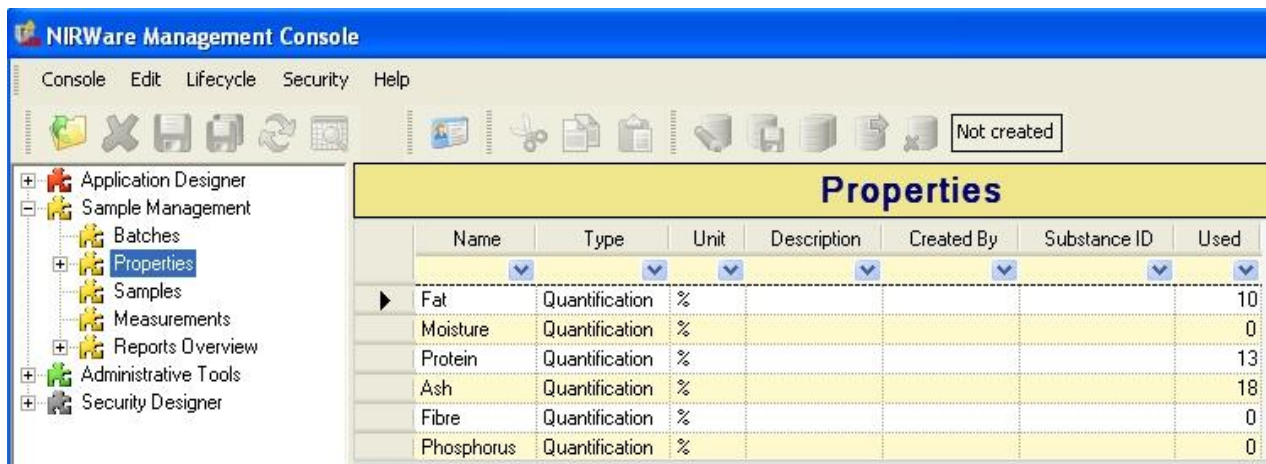 NIRWare Management Console
Console Edit Lifecycle Security Help
Not created
Application Designer
Sample Management
Batches
Properties
Samples
Measurements
Reports Overview
Administrative Tools
Security Designer
Properties
Name Type Unit Description Created By Substance ID Used
Fat Quantification % 10
Moisture Quantification % 0
Protein Quantification % 13
Ash Quantification % 18
Fibre Quantification % 0
Phosphorus Quantification % 0